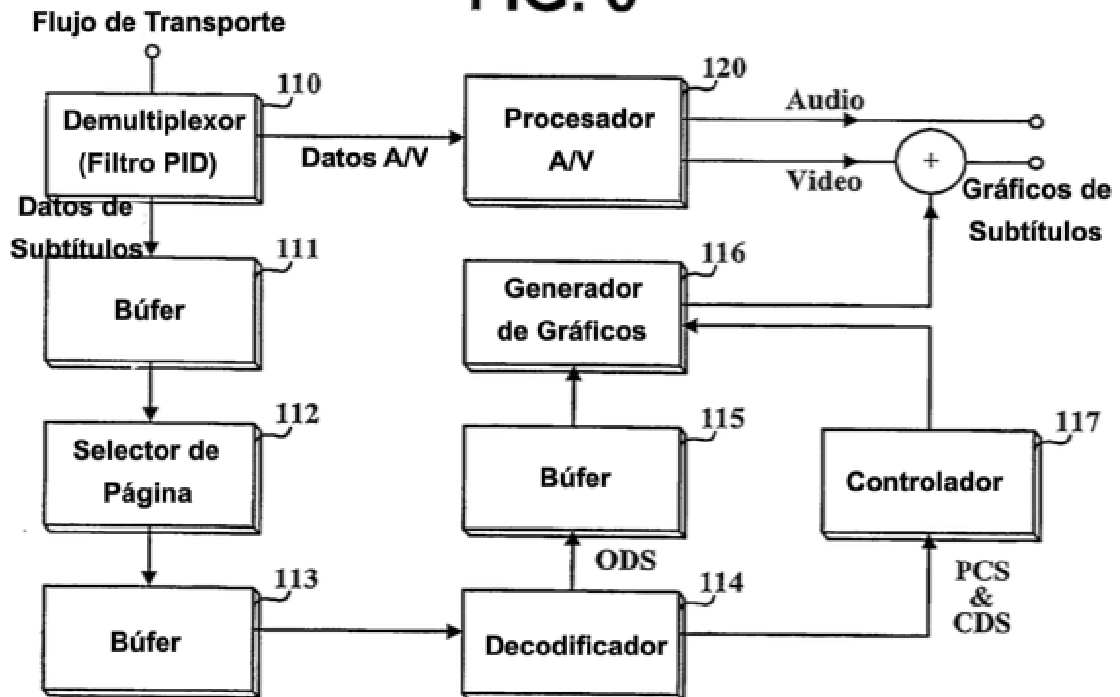 Flujo de Transporte
110
Demultiplexor
(Filtro PID)
Datos A/V
120
Procesador
A/V
Audio
Video
+
Gráficos de
Subtítulos
Datos de
Subtítulos
111
Búfer
116
Generador
de Gráficos
112
Selector de
Página
115
Búfer
117
Controlador
ODS
PCS
&
CDS
113
Búfer
114
Decodificador